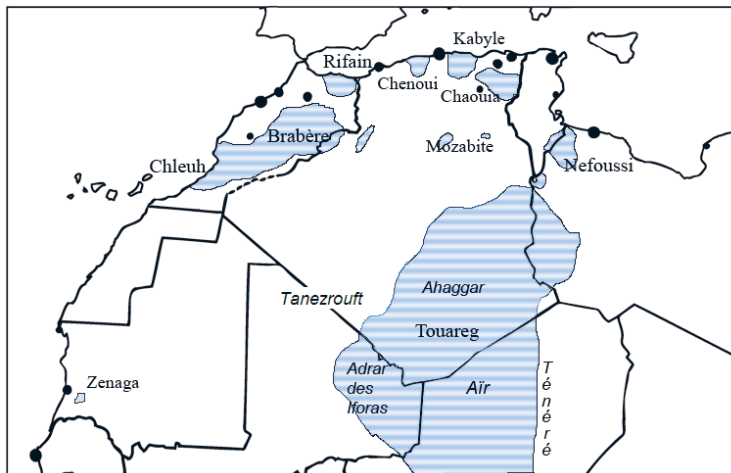 Kabyle
Rifain
Chenoui
Chaouia
Brabère
Mozabite
Chleuh
Nefoussi
Ahaggar
Tanezrouft
Touareg
Adrar
des
Iforas
Aïr
Ténéré
Zenaga